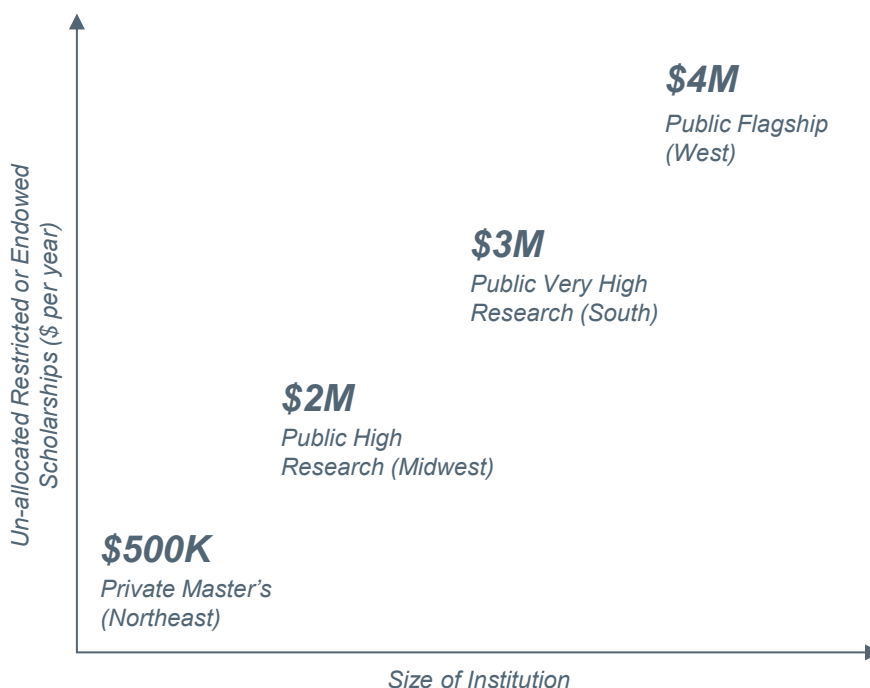 $4M
Public Flagship
(West)
$3M
Public Very High
Research (South)
$2M
Public High
Research (Midwest)
$500K
Private Master's
(Northeast)
Un-allocated Restricted or Endowed
Scholarships ($ per year)
Size of Institution